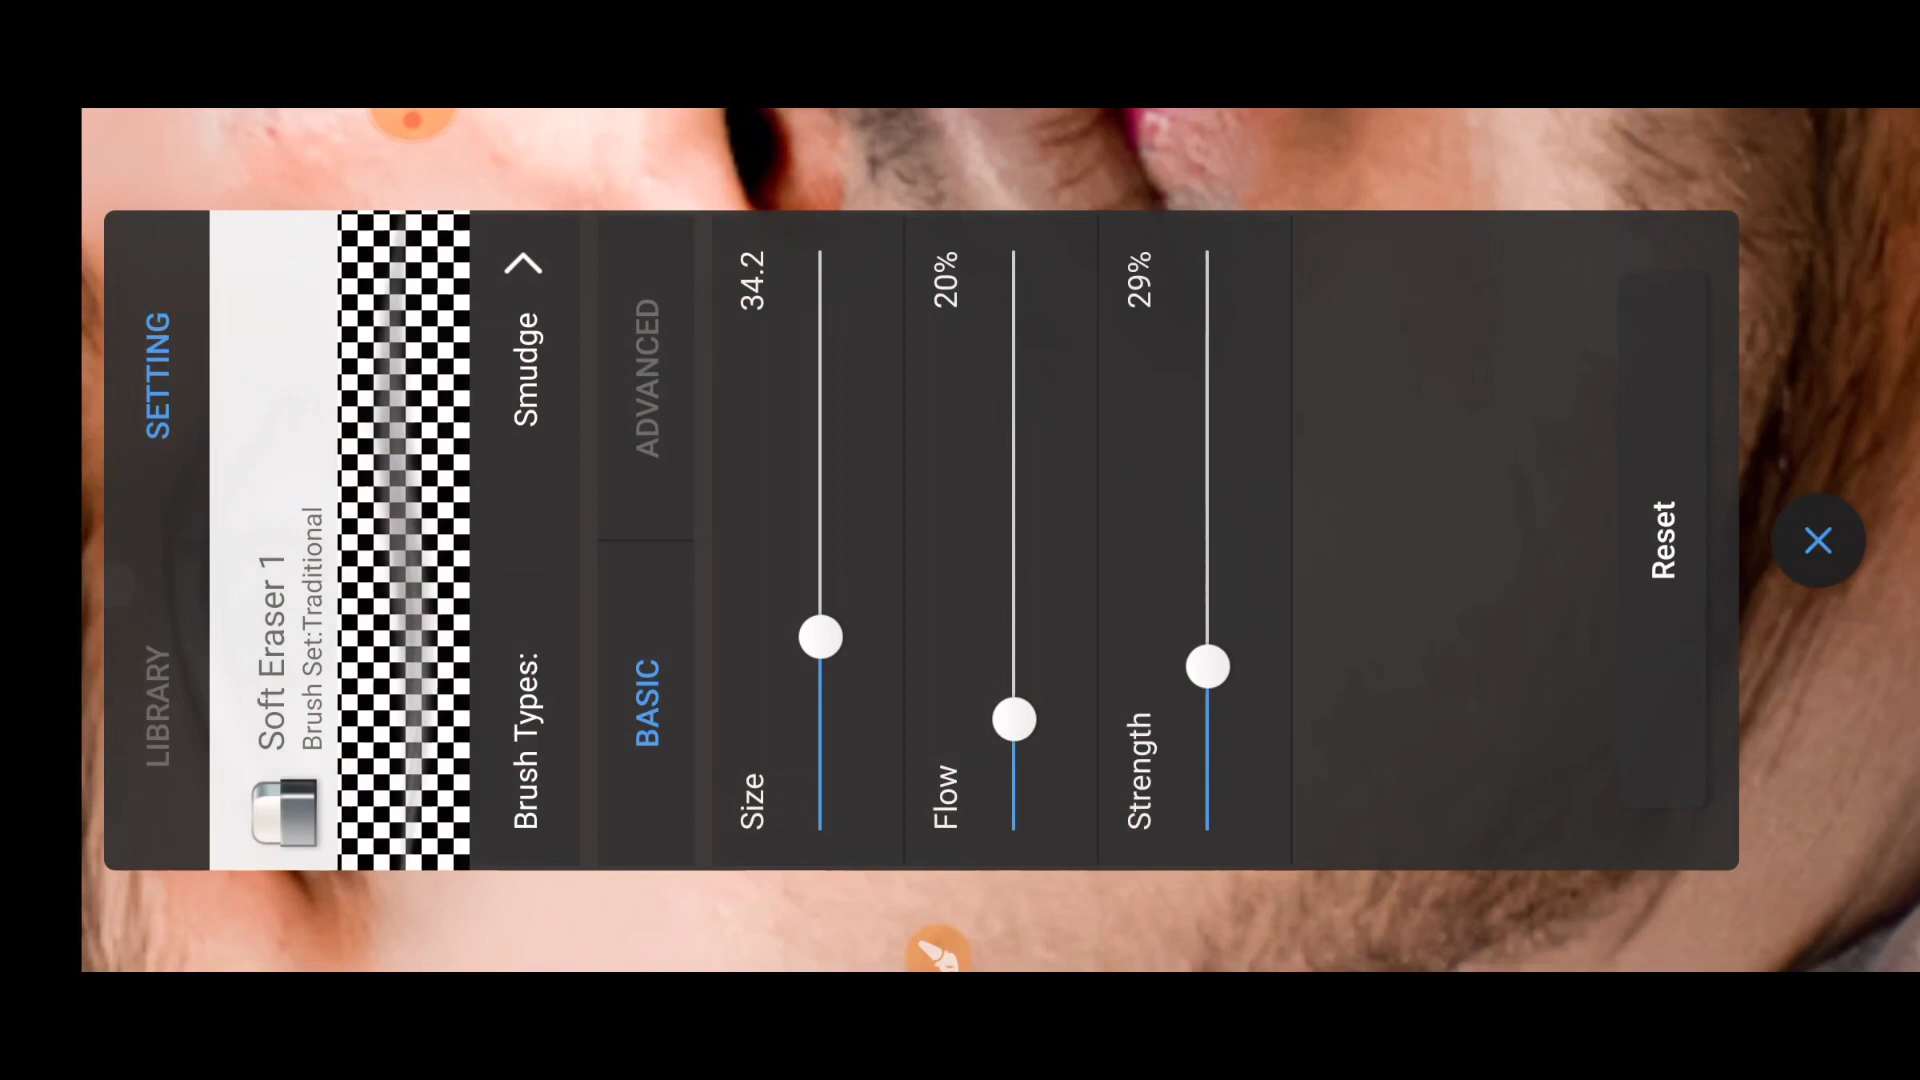 LIBRARY SETTING
Soft Eraser 1
Brush Set:Traditional
Brush Types: Smudge
BASIC ADVANCED
Size 34.2
Flow 20%
Strength 29%
Reset